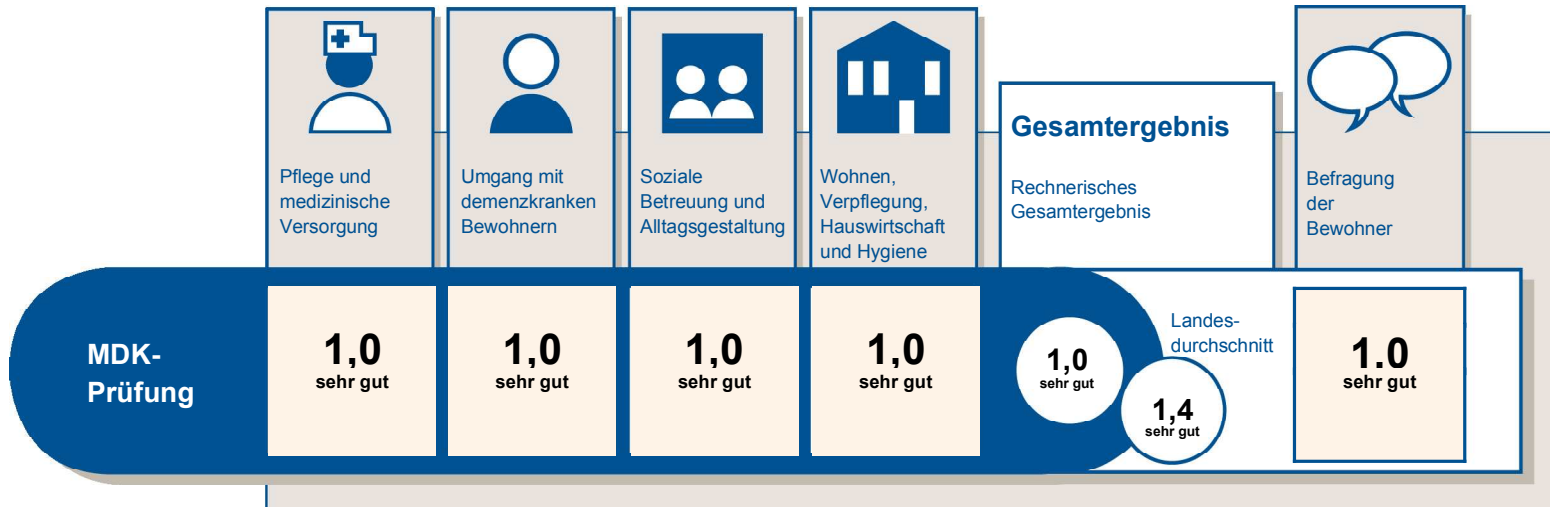 Pflege und
medizinische
Versorgung
Umgang mit
demenzkranken
Bewohnern
Soziale
Betreuung und
Alltagsgestaltung
Wohnen,
Verpflegung,
Hauswirtschaft
und Hygiene
Gesamtergebnis
Rechnerisches
Gesamtergebnis
Befragung
der
Bewohner
MDK-
Prüfung
1,0
sehr gut
1,0
sehr gut
1,0
sehr gut
1,0
sehr gut
1,0
sehr gut
Landes-
durchschnitt
1,4
sehr gut
1.0
sehr gut